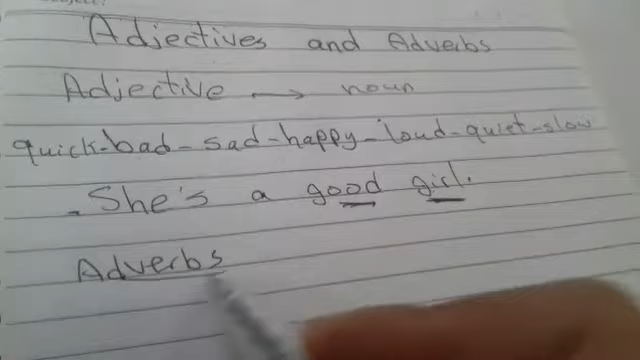 Adjectives and Adverbs
Adjective → noun
quick-bad-sad-happy-loud-quiet-slow
- She's a good girl.
Adverbs